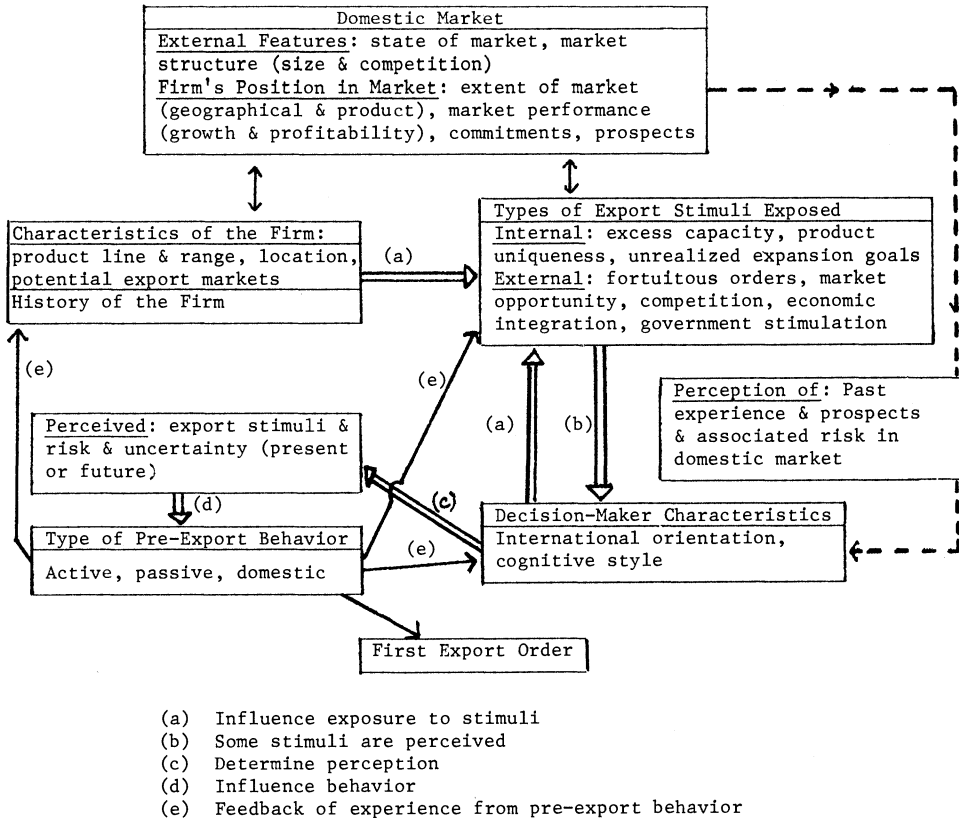 Domestic Market
External Features: state of market, market
structure (size & competition)
Firm's Position in Market: extent of market
(geographical & product), market performance
(growth & profitability), commitments, prospects
Characteristics of the Firm:
product line & range, location,
potential export markets
History of the Firm
(a)
Types of Export Stimuli Exposed
Internal: excess capacity, product
uniqueness, unrealized expansion goals
External: fortuitous orders, market
opportunity, competition, economic
integration, government stimulation
(e)
(e)
(a)
(b)
Perception of: Past
experience & prospects
& associated risk in
domestic market
Perceived: export stimuli &
risk & uncertainty (present
or future)
(c)
(d)
Type of Pre-Export Behavior
Active, passive, domestic
(e)
Decision-Maker Characteristics
International orientation,
cognitive style
First Export Order
(a) Influence exposure to stimuli
(b) Some stimuli are perceived
(c) Determine perception
(d) Influence behavior
(e) Feedback of experience from pre-export behavior